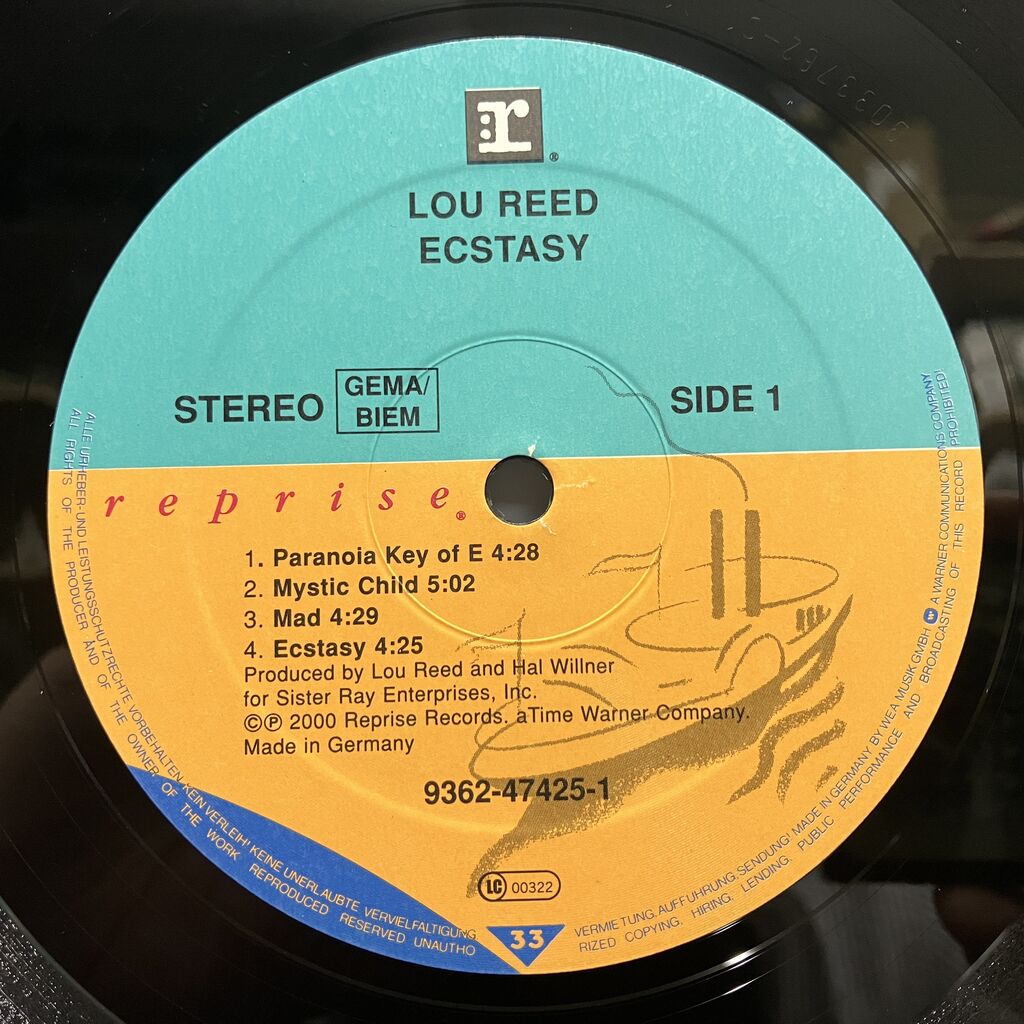 r®
LOU REED
ECSTASY
STEREO GEMA/
BIEM
SIDE 1
reprise®
1. Paranoia Key of E 4:28
2. Mystic Child 5:02
3. Mad 4:29
4. Ecstasy 4:25
Produced by Lou Reed and Hal Willner
for Sister Ray Enterprises, Inc.
©℗ 2000 Reprise Records. aTime Warner Company.
Made in Germany
9362-47425-1
LC 00322
33
ALLE URHEBER- UND LEISTUNGSSCHUTZRECHTE VORBEHALTEN. KEIN VERLEIH! KEINE UNERLAUBTE VERVIELFALTIGUNG, VERMIETUNG, AUFFUHRUNG, SENDUNG! MADE IN GERMANY BY WEA MUSIK GMBH A WARNER COMMUNICATIONS COMPANY
ALL RIGHTS OF THE PRODUCER AND OF THE OWNER OF THE WORK REPRODUCED RESERVED UNAUTHO RIZED COPYING, HIRING, LENDING, PUBLIC PERFORMANCE AND BROADCASTING OF THIS RECORD PROHIBITED!